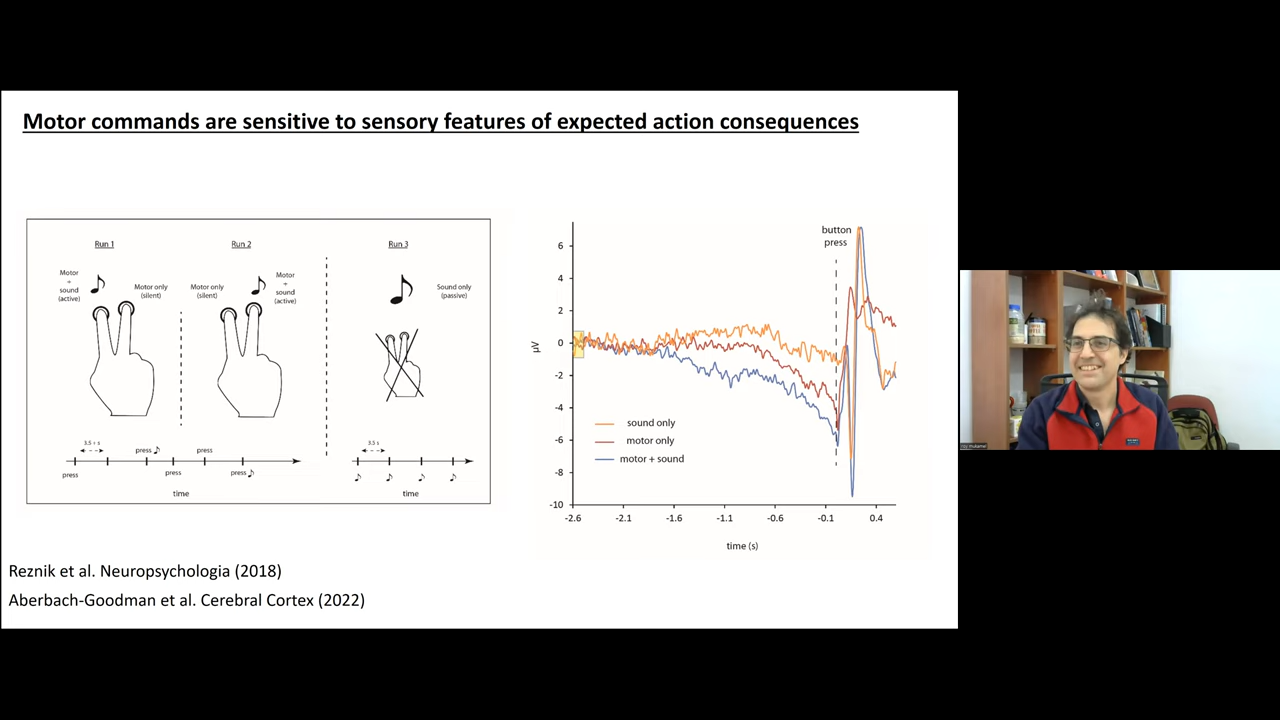 Motor commands are sensitive to sensory features of expected action consequences
Run 1
Run 2
Run 3
Motor
+
sound
(active)
Motor only
(silent)
Motor only
(silent)
Motor
+
sound
(active)
Sound only
(passive)
3.5 + s
press
press
press
press
press
time
3.5 s
time
button
press
6
4
2
0
-2
-4
-6
-8
-10
µV
sound only
motor only
motor + sound
-2.6
-2.1
-1.6
-1.1
-0.6
-0.1
0.4
time (s)
Reznik et al. Neuropsychologia (2018)
Aberbach-Goodman et al. Cerebral Cortex (2022)